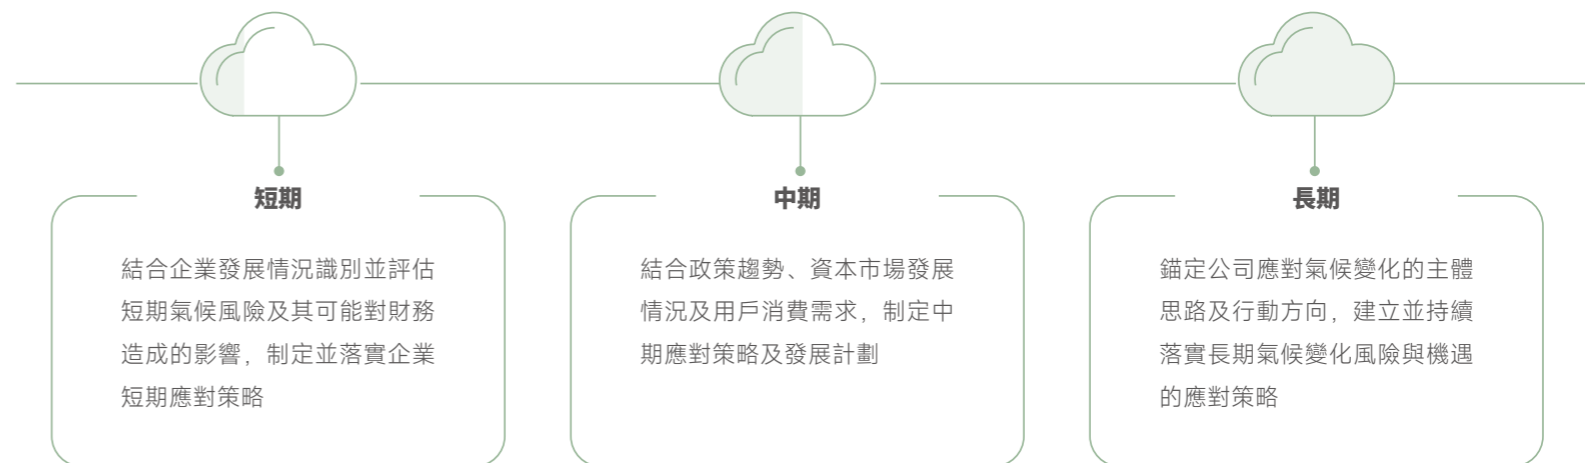 短期
結合企業發展情況識別並評估
短期氣候風險及其可能對財務
造成的影響，制定並落實企業
短期應對策略
中期
結合政策趨勢、資本市場發展
情況及用戶消費需求，制定中
期應對策略及發展計劃
長期
錨定公司應對氣候變化的主體
思路及行動方向，建立並持續
落實長期氣候變化風險與機遇
的應對策略